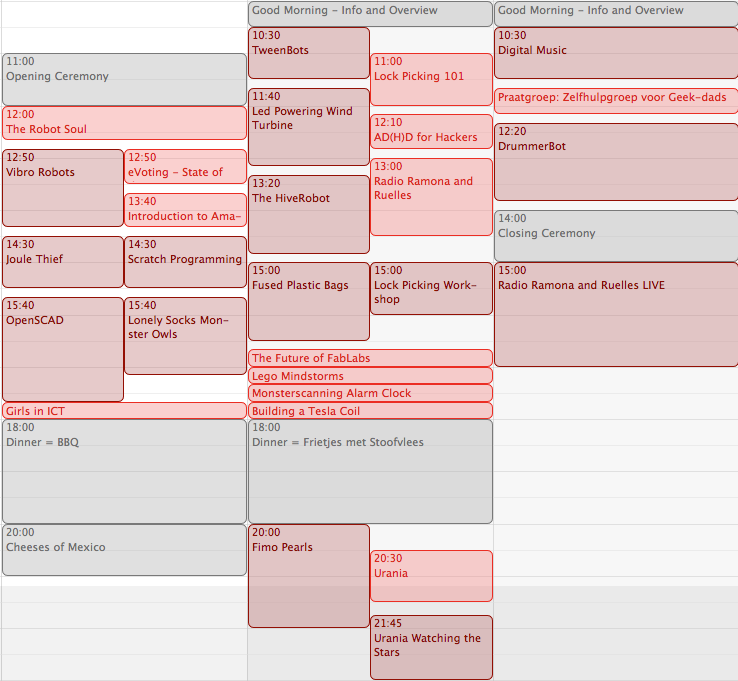 11:00
Opening Ceremony
12:00
The Robot Soul
12:50
Vibro Robots
12:50
eVoting – State of
13:40
Introduction to Ama-
14:30
Joule Thief
14:30
Scratch Programming
15:40
OpenSCAD
15:40
Lonely Socks Mon-
ster Owls
Girls in ICT
18:00
Dinner = BBQ
20:00
Cheeses of Mexico
Good Morning – Info and Overview
10:30
TweenBots
11:00
Lock Picking 101
11:40
Led Powering Wind
Turbine
12:10
AD(H)D for Hackers
13:00
Radio Ramona and
Ruelles
13:20
The HiveRobot
15:00
Fused Plastic Bags
15:00
Lock Picking Work-
shop
The Future of FabLabs
Lego Mindstorms
Monsterscanning Alarm Clock
Building a Tesla Coil
18:00
Dinner = Frietjes met Stoofvlees
20:00
Fimo Pearls
20:30
Urania
21:45
Urania Watching the
Stars
Good Morning – Info and Overview
10:30
Digital Music
Praatgroep: Zelfhulpgroep voor Geek-dads
12:20
DrummerBot
14:00
Closing Ceremony
15:00
Radio Ramona and Ruelles LIVE